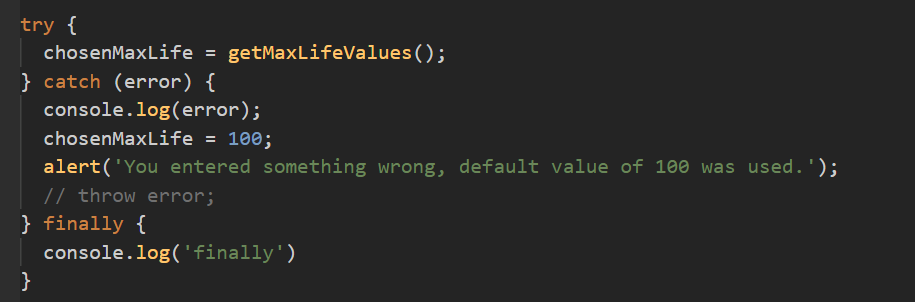 try {
  chosenMaxLife = getMaxLifeValues();
} catch (error) {
  console.log(error);
  chosenMaxLife = 100;
  alert('You entered something wrong, default value of 100 was used.');
  // throw error;
} finally {
  console.log('finally')
}